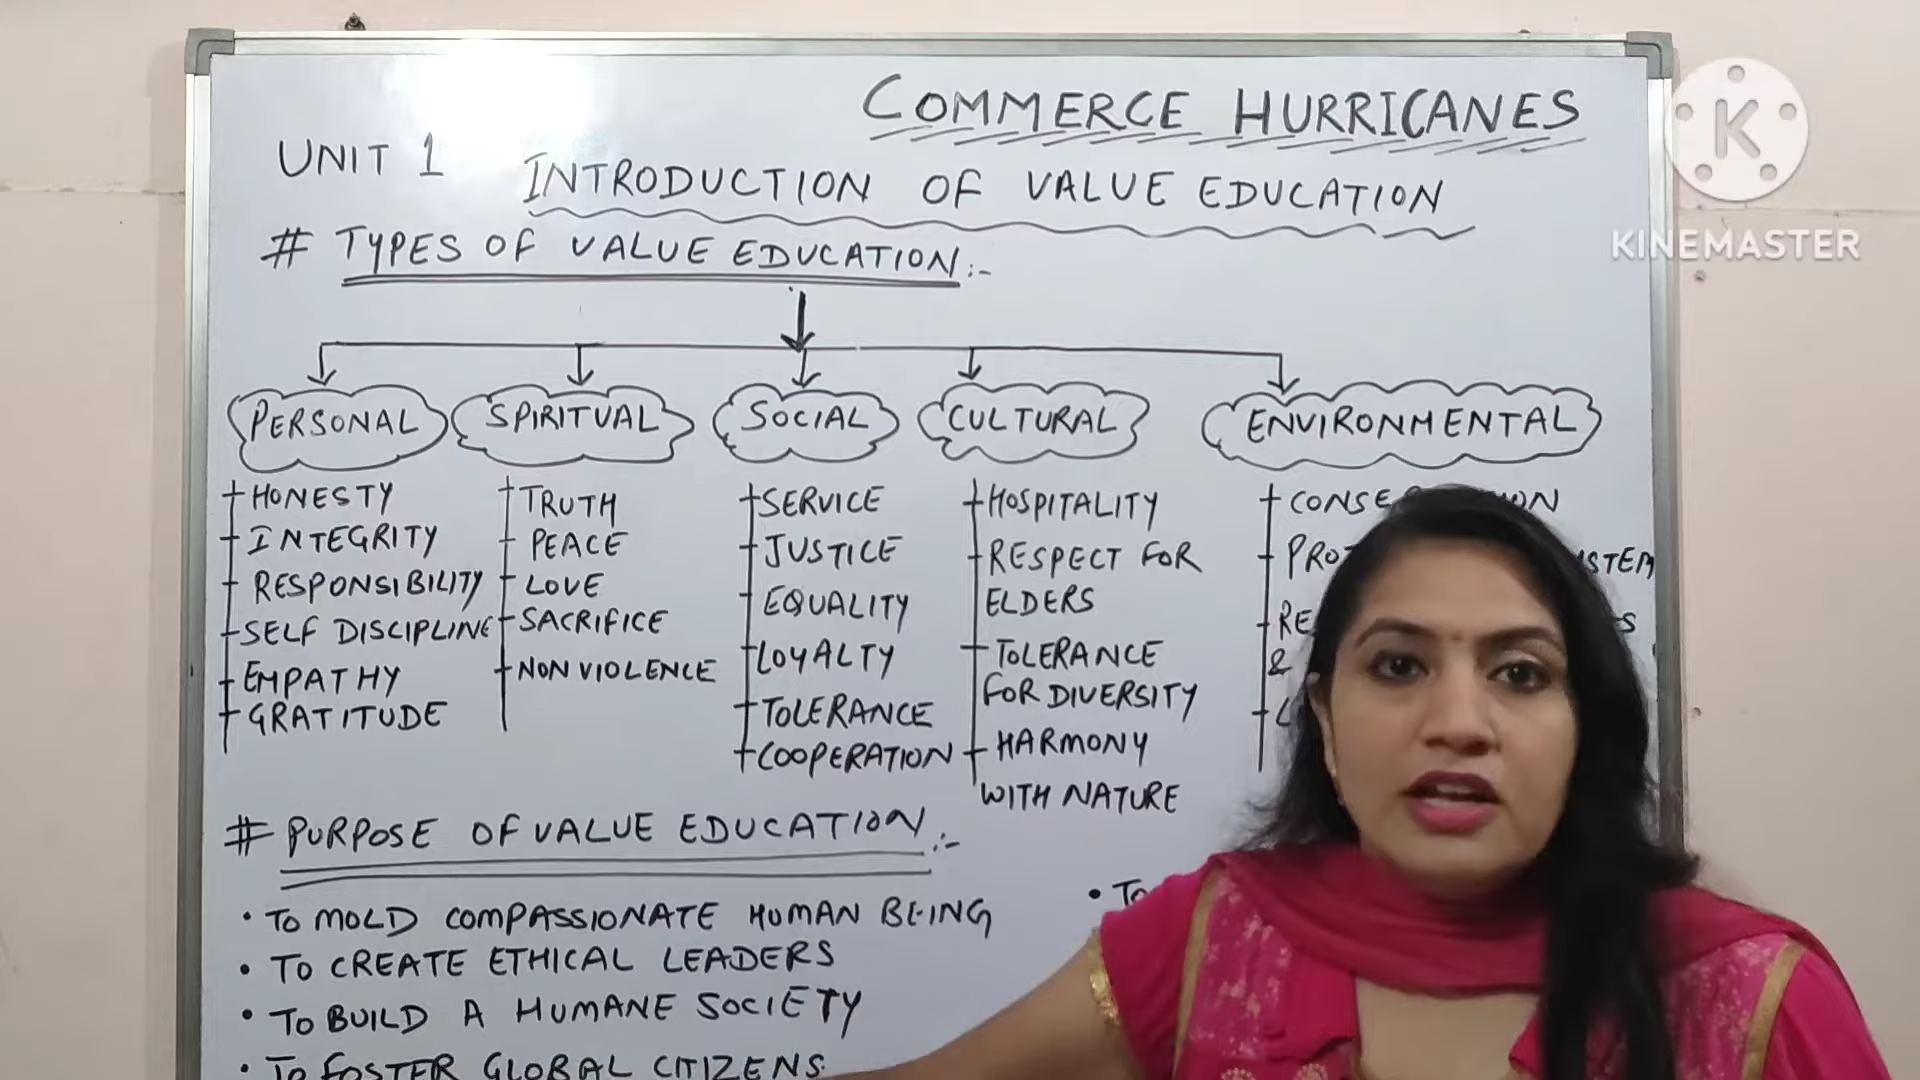 COMMERCE HURRICANES
K
KINEMASTER
UNIT 1
INTRODUCTION OF VALUE EDUCATION
# TYPES OF VALUE EDUCATION:-
PERSONAL
HONESTY
INTEGRITY
RESPONSIBILITY
SELF DISCIPLINE
EMPATHY
GRATITUDE
SPIRITUAL
TRUTH
PEACE
LOVE
SACRIFICE
NON VIOLENCE
SOCIAL
SERVICE
JUSTICE
EQUALITY
LOYALTY
TOLERANCE
COOPERATION
CULTURAL
HOSPITALITY
RESPECT FOR
ELDERS
TOLERANCE
FOR DIVERSITY
HARMONY
WITH NATURE
ENVIRONMENTAL
&
# PURPOSE OF VALUE EDUCATION:-
• TO MOLD COMPASSIONATE HUMAN BEING
• TO CREATE ETHICAL LEADERS
• TO BUILD A HUMANE SOCIETY
• TO FOSTER GLOBAL CITIZENS
• TO